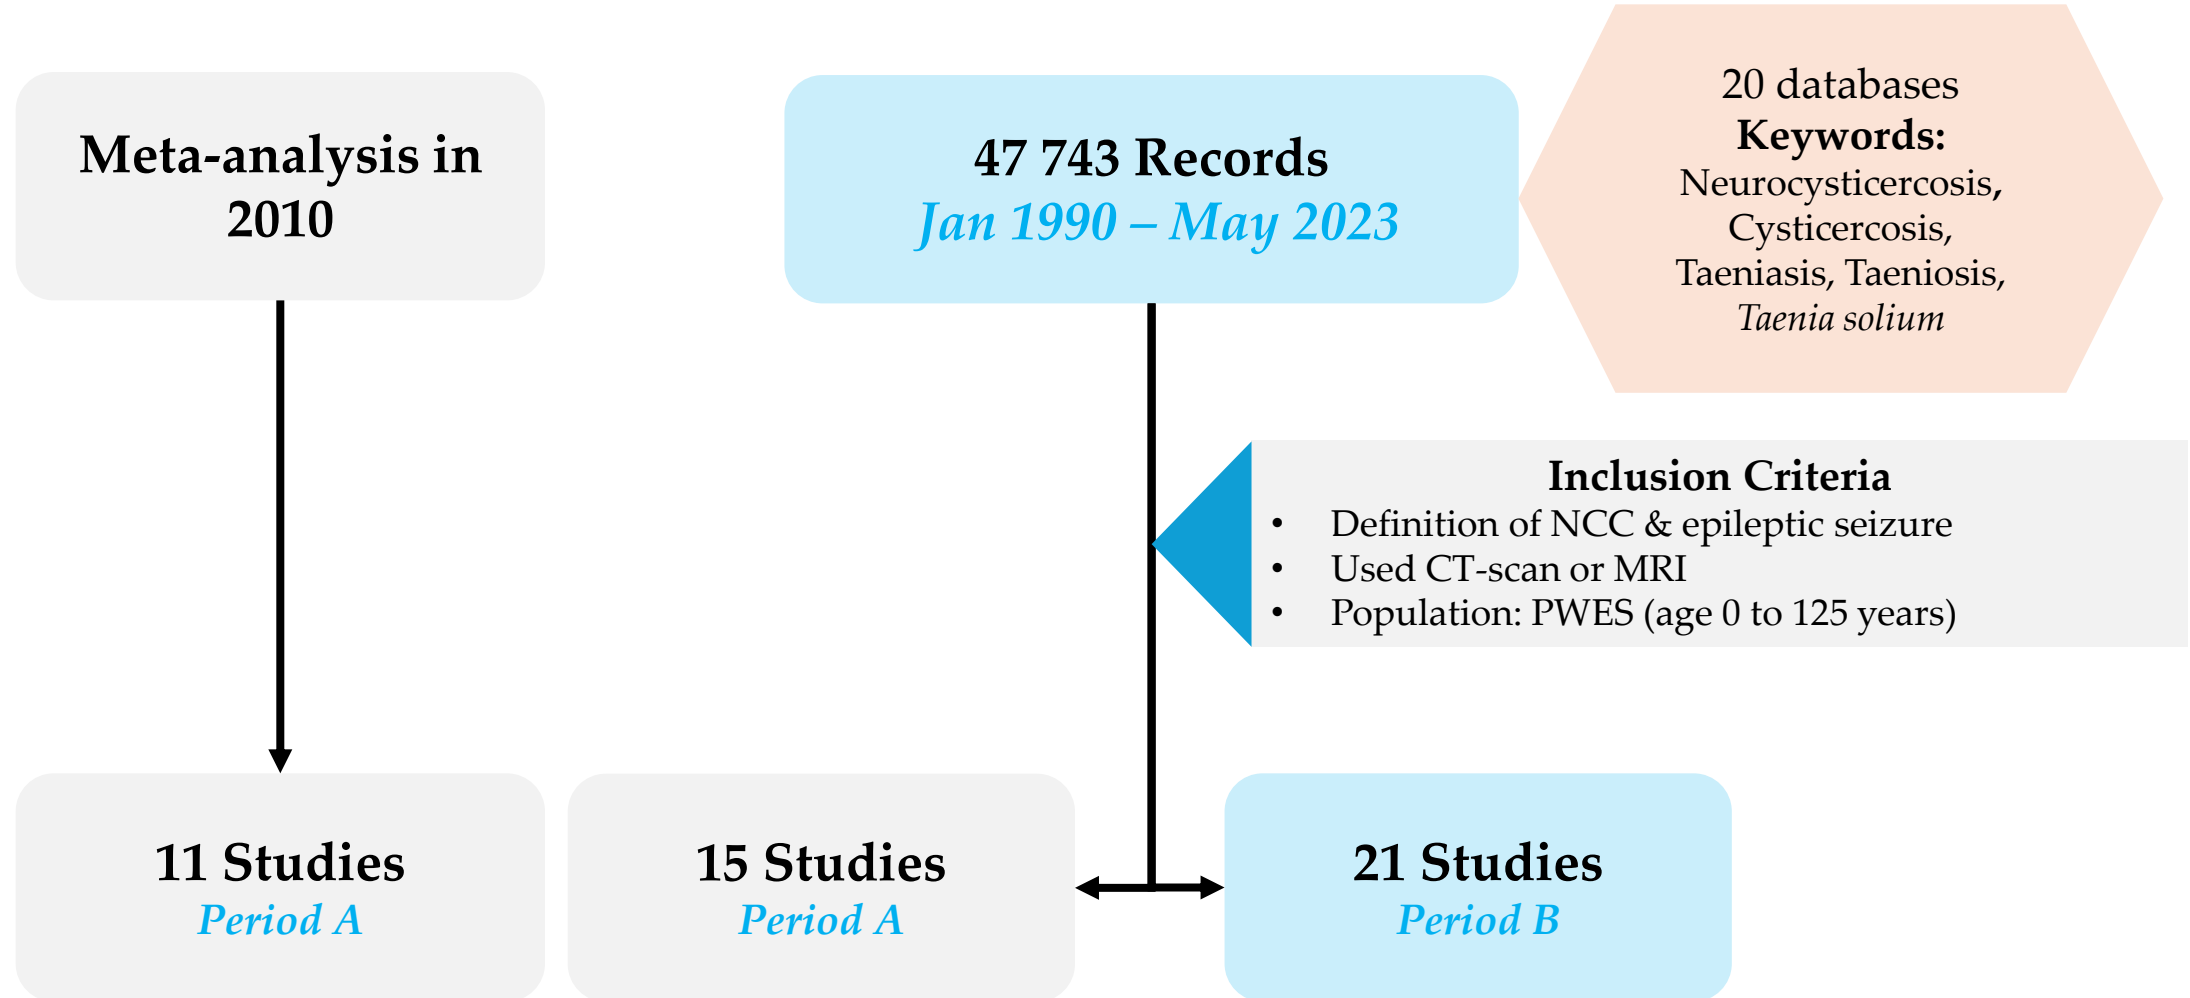 Meta-analysis in
2010
47 743 Records
Jan 1990 – May 2023
20 databases
Keywords:
Neurocysticercosis,
Cysticercosis,
Taeniasis, Taeniosis,
Taenia solium
Inclusion Criteria
• Definition of NCC & epileptic seizure
• Used CT-scan or MRI
• Population: PWES (age 0 to 125 years)
11 Studies
Period A
15 Studies
Period A
21 Studies
Period B